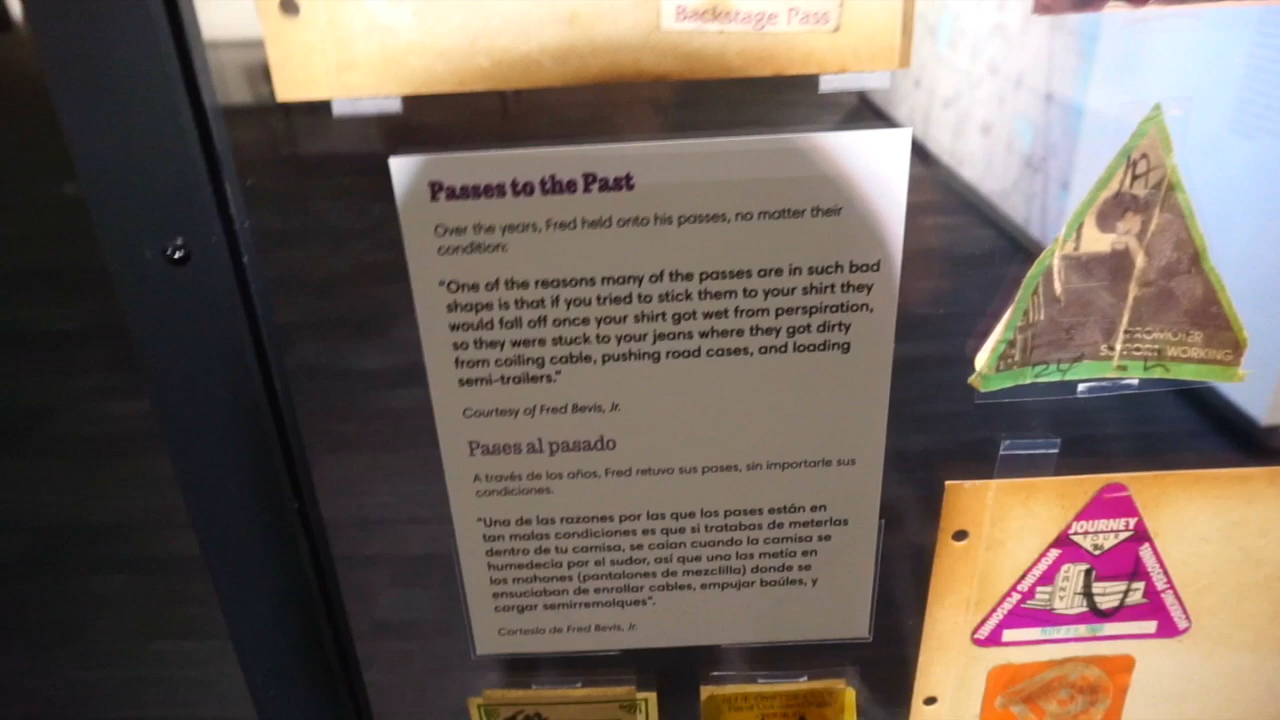 Backstage Pass
Passes to the Past
Over the years, Fred held onto his passes, no matter their
condition:
"One of the reasons many of the passes are in such bad
shape is that if you tried to stick them to your shirt they
would fall off once your shirt got wet from perspiration,
so they were stuck to your jeans where they got dirty
from coiling cable, pushing road cases, and loading
semi-trailers."
Courtesy of Fred Bevis, Jr.
Pases al pasado
A través de los años, Fred retuvo sus pases, sin importarle sus
condiciones.
"Una de las razones por las que los pases están en
tan malas condiciones es que si tratabas de meterlas
dentro de tu camisa, se caían cuando la camisa se
humedecía por el sudor, así que uno las metía en
los mahones (pantalones de mezclilla) donde se
ensuciaban de enrollar cables, empujar baúles, y
cargar semirremolques".
Cortesía de Fred Bevis, Jr.
PROMOTER
SUPPORT WORKING
JOURNEY
TOUR
'86
WORKING PERSONNEL
WORKING PERSONNEL